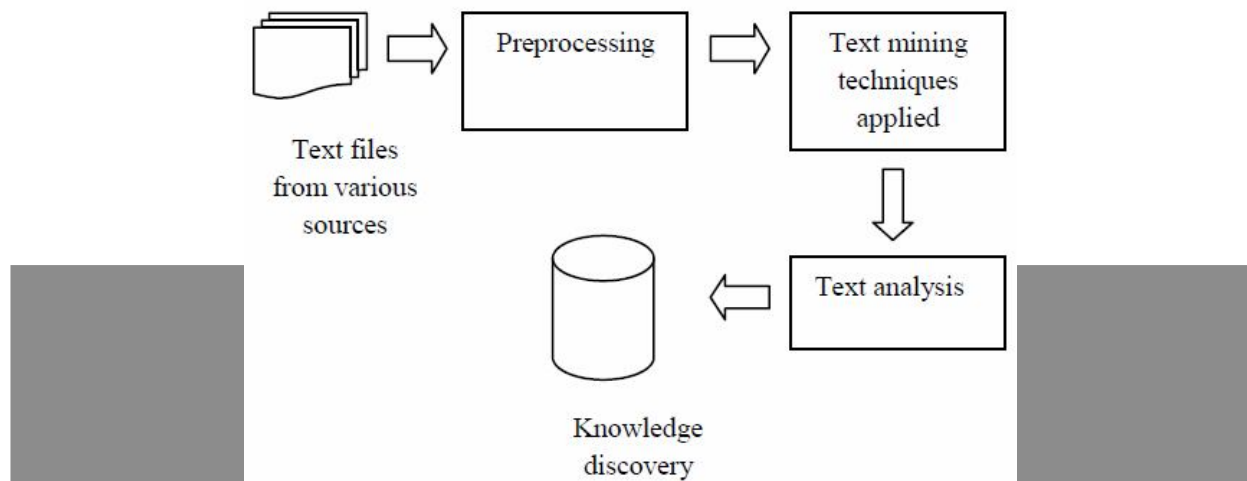 Text files
from various
sources
Preprocessing
Text mining
techniques
applied
Text analysis
Knowledge
discovery